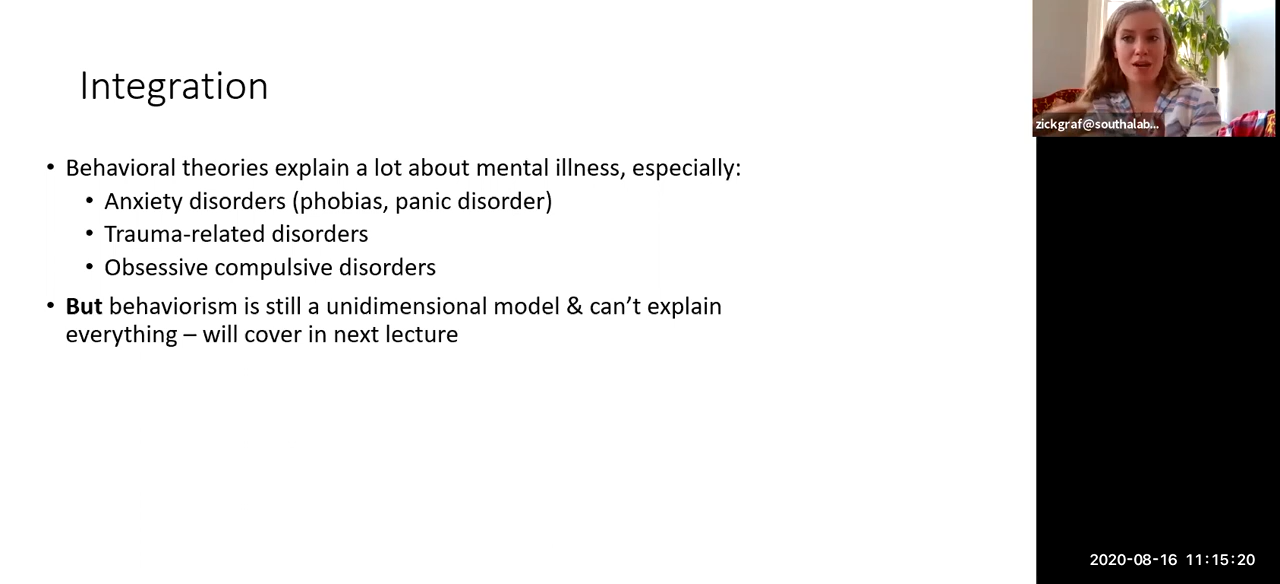 Integration
• Behavioral theories explain a lot about mental illness, especially:
• Anxiety disorders (phobias, panic disorder)
• Trauma-related disorders
• Obsessive compulsive disorders
• But behaviorism is still a unidimensional model & can’t explain
everything – will cover in next lecture
zickgraf@southalab...
2020-08-16 11:15:20